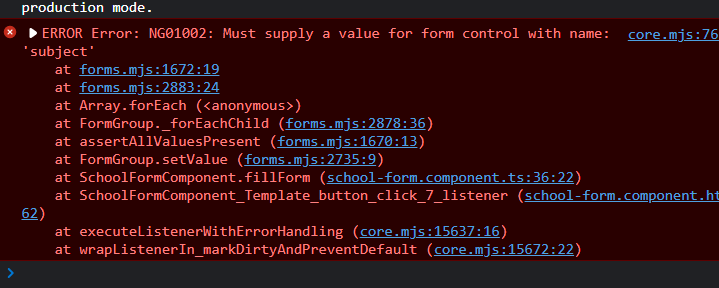 production mode.
ERROR Error: NG01002: Must supply a value for form control with name: core.mjs:76
'subject'
at forms.mjs:1672:19
at forms.mjs:2883:24
at Array.forEach (<anonymous>)
at FormGroup._forEachChild (forms.mjs:2878:36)
at assertAllValuesPresent (forms.mjs:1670:13)
at FormGroup.setValue (forms.mjs:2735:9)
at SchoolFormComponent.fillForm (school-form.component.ts:36:22)
at SchoolFormComponent_Template_button_click_7_listener (school-form.component.ht
62)
at executeListenerWithErrorHandling (core.mjs:15637:16)
at wrapListenerIn_markDirtyAndPreventDefault (core.mjs:15672:22)